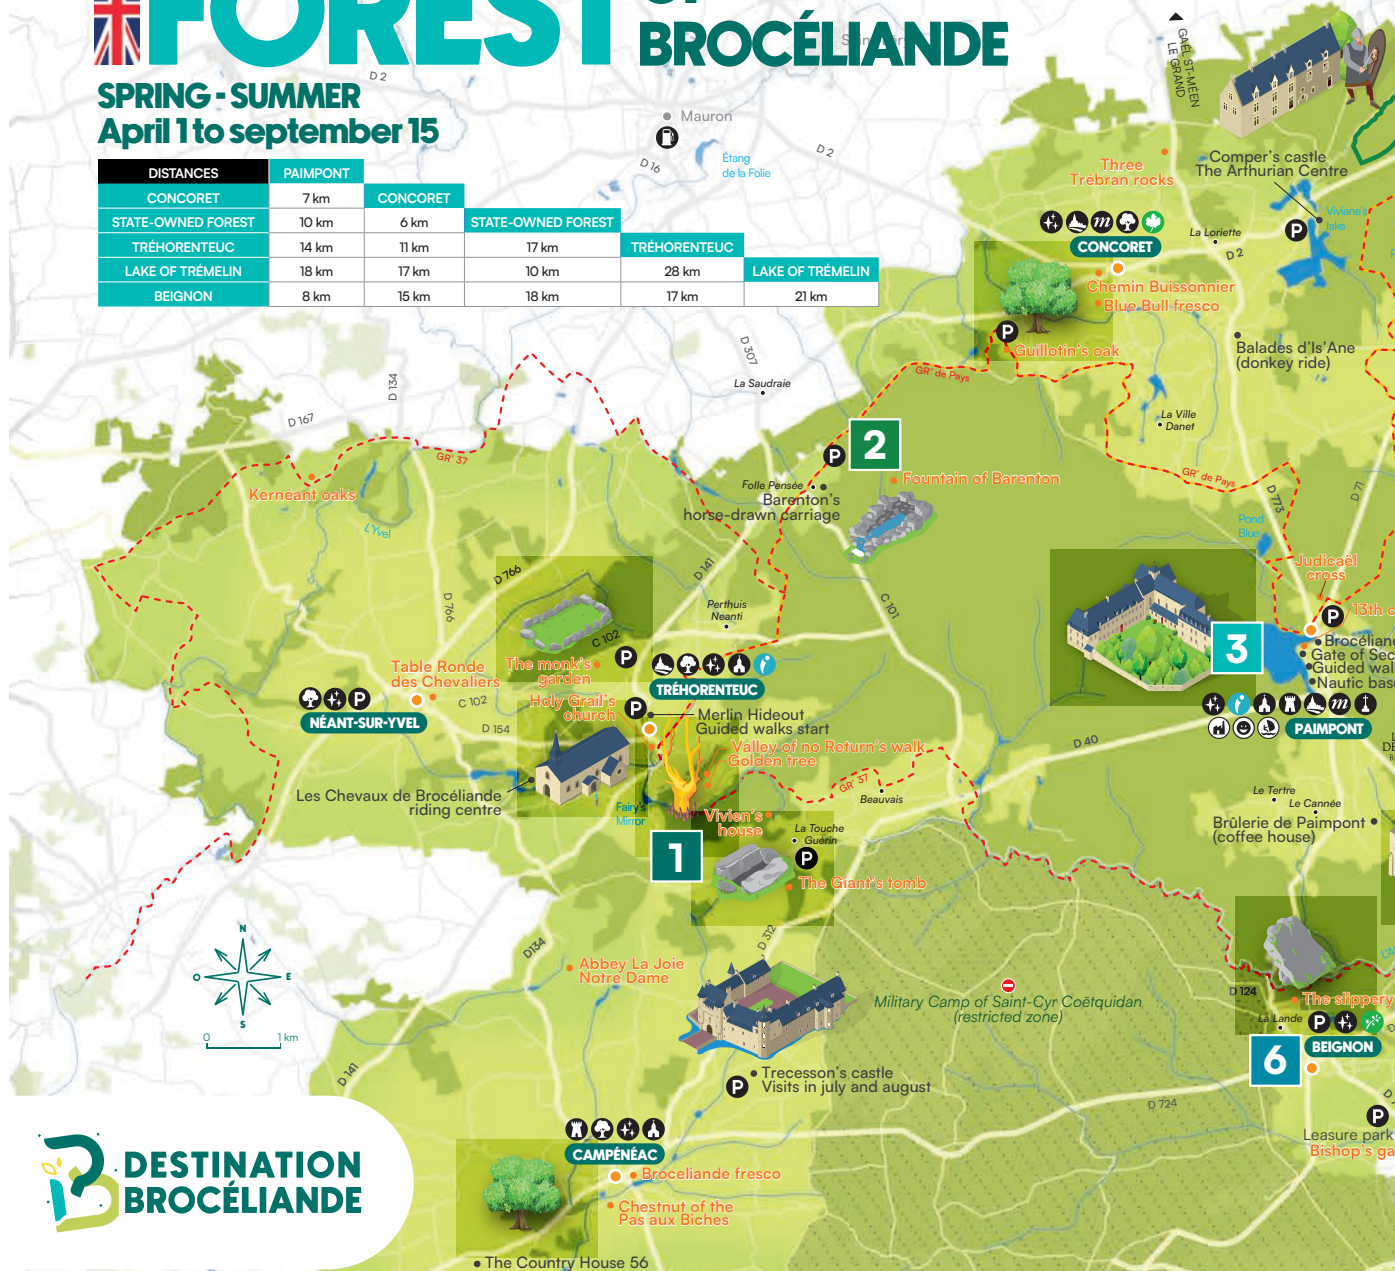 FOREST
BROCÉLIANDE
SPRING - SUMMER
April 1 to september 15
DISTANCES PAIMPONT
CONCORET 7 km CONCORET
STATE-OWNED FOREST 10 km 6 km STATE-OWNED FOREST
TRÉHORENTEUC 14 km 11 km 17 km TRÉHORENTEUC
LAKE OF TRÉMELIN 18 km 17 km 10 km 28 km LAKE OF TRÉMELIN
BEIGNON 8 km 15 km 18 km 17 km 21 km
D 2
Mauron
D 16
Étang
de la Folie
D 2
GAËL ST-MÉEN
LE GRAND
Three
Trébran rocks
Comper's castle
The Arthurian Centre
Viviane's
lake
P
m
CONCORET
La Loriette
D 2
Chemin Buissonnier
Blue Bull fresco
P
Guillotin's oak
Balades d'Is'Ane
(donkey ride)
GR® de Pays
D 307
La Saudraie
D 134
D 167
GR® 37
Kernéant oaks
L'Yvel
La Ville
Danet
GR® de Pays
D 773
D 71
2
P
Folle Pensée
Barenton's
horse-drawn carriage
Fountain of Barenton
Pond
Blue
Judicaël
cross
P
13th c
3
Brocélian
Gate of Sec
Guided wal
Nautic bas
m
PAIMPONT
D 766
D 766
D 141
C 101
Perthuis
Néanti
C 102
P
The monk's
garden
TRÉHORENTEUC
Table Ronde
des Chevaliers
P
NÉANT-SUR-YVEL
C 102
D 154
Holy Grail's
church
P
Merlin Hideout
Guided walks start
Valley of no Return's walk
Golden tree
D 40
GR® 37
Beauvais
Les Chevaux de Brocéliande
riding centre
Fairy's
Mirror
Vivien's
house
La Touche
Guérin
P
1
The Giant's tomb
Le Tertre
Le Cannée
Brûlerie de Paimpont
(coffee house)
N
O
E
S
0 1 km
D134
D 312
Abbey La Joie
Notre Dame
Military Camp of Saint-Cyr Coëtquidan
(restricted zone)
D 124
The slippery
La Lande
P
BEIGNON
6
D 141
P
Trecesson's castle
Visits in july and august
D 724
P
Leasure park
Bishop's ga
CAMPÉNÉAC
Broceliande fresco
Chestnut of the
Pas aux Biches
The Country House 56
DESTINATION
BROCÉLIANDE